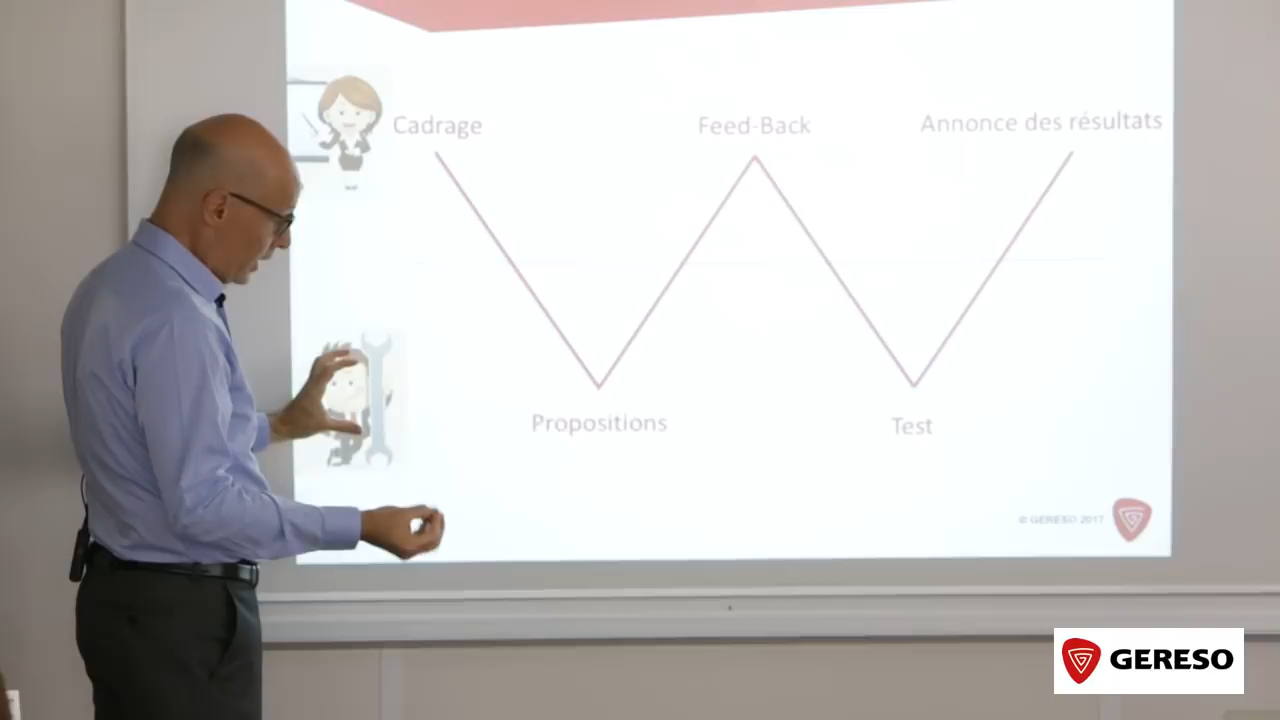 Cadrage
Feed-Back
Annonce des résultats
Propositions
Test
© GERESO 2017
GERESO